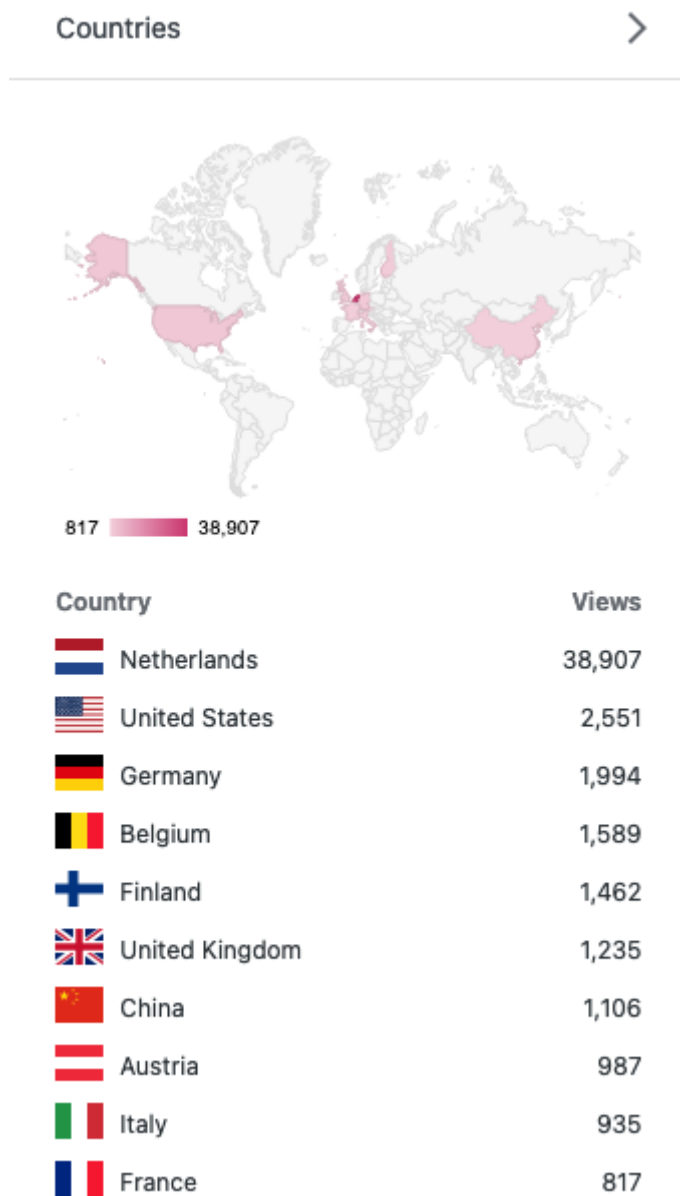 Countries
817 38,907
Country Views
Netherlands 38,907
United States 2,551
Germany 1,994
Belgium 1,589
Finland 1,462
United Kingdom 1,235
China 1,106
Austria 987
Italy 935
France 817